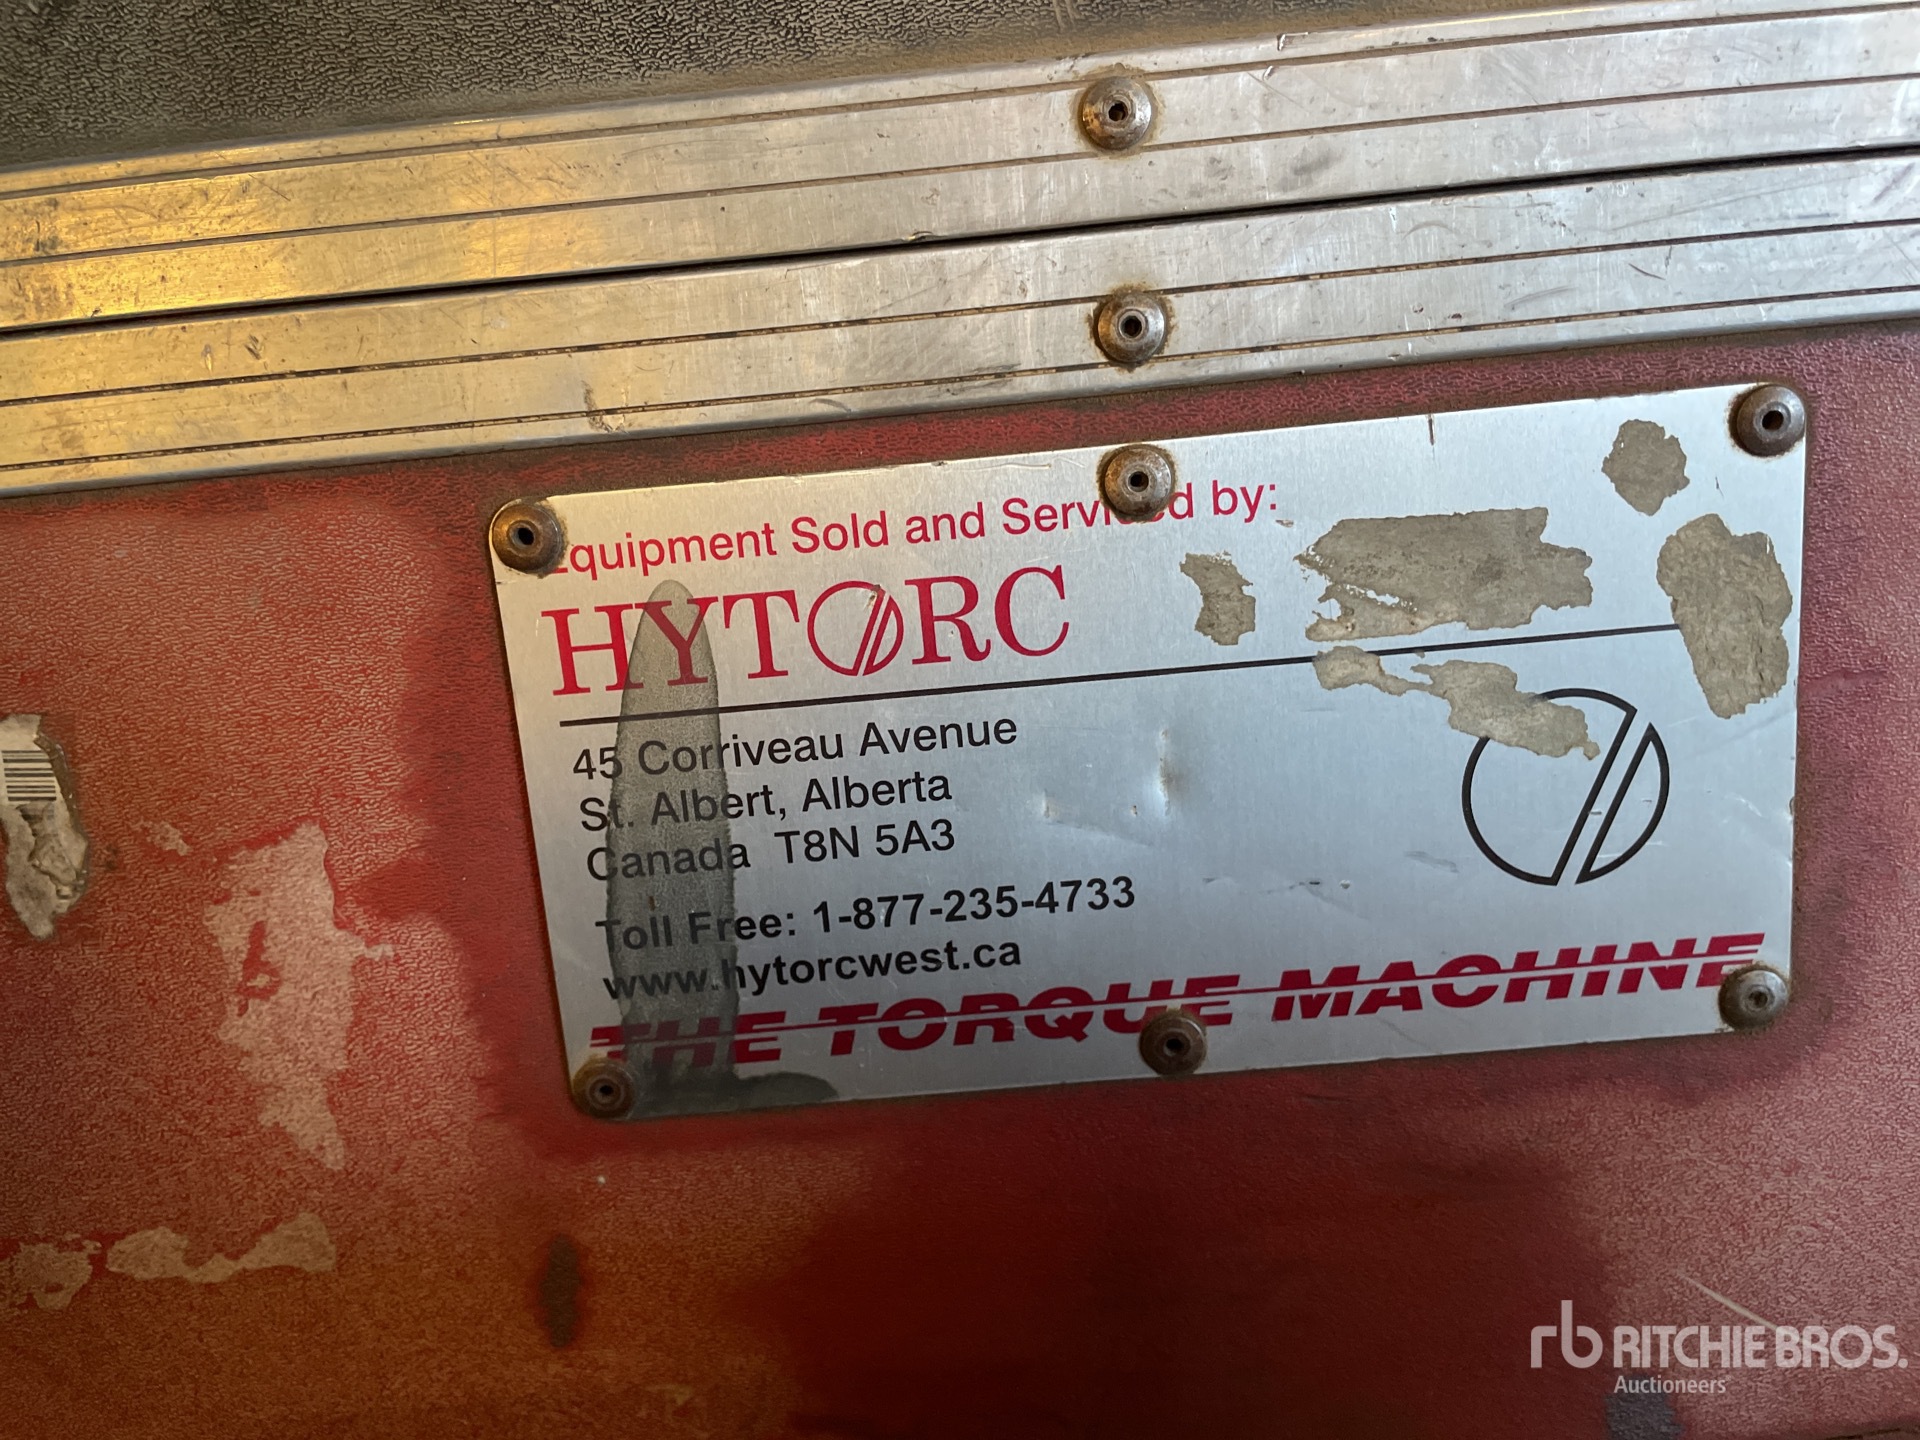 Equipment Sold and Serviced by:
HYTORC
45 Corriveau Avenue
St. Albert, Alberta
Canada T8N 5A3
Toll Free: 1-877-235-4733
www.hytorcwest.ca
THE TORQUE MACHINE
rb RITCHIE BROS.
Auctioneers